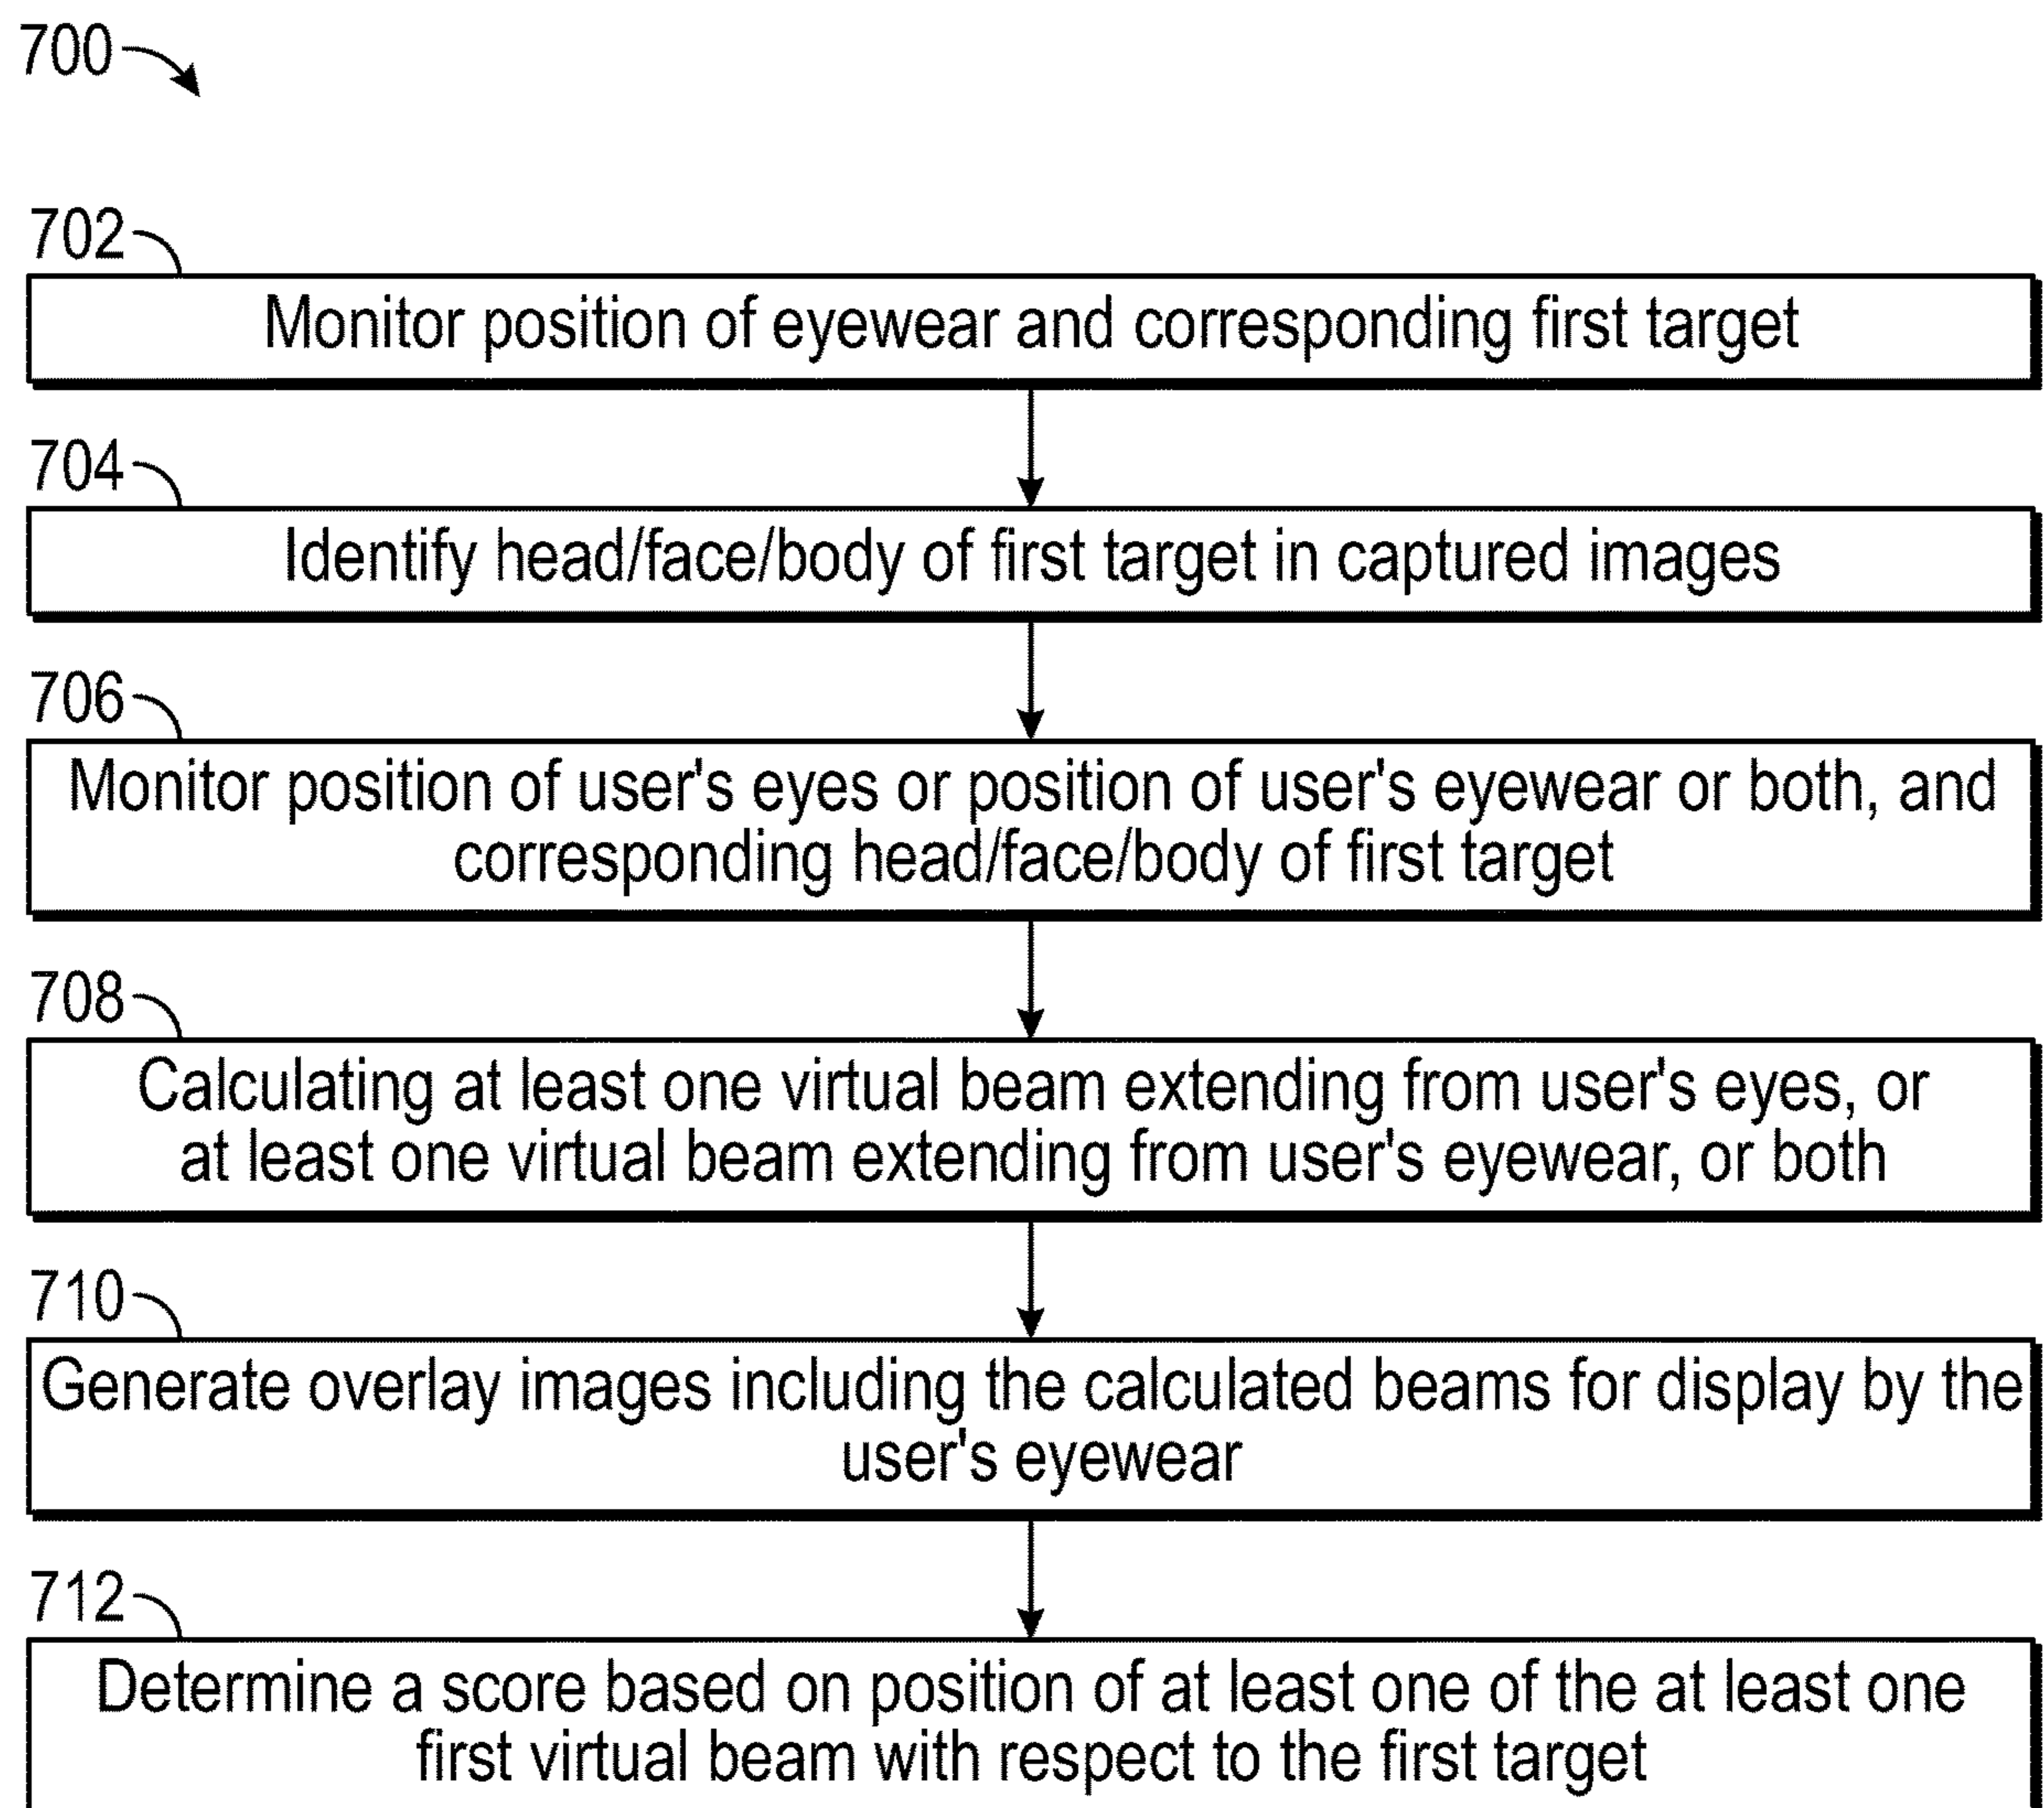 700
702
Monitor position of eyewear and corresponding first target
704
Identify head/face/body of first target in captured images
706
Monitor position of user's eyes or position of user's eyewear or both, and
corresponding head/face/body of first target
708
Calculating at least one virtual beam extending from user's eyes, or
at least one virtual beam extending from user's eyewear, or both
710
Generate overlay images including the calculated beams for display by the
user's eyewear
712
Determine a score based on position of at least one of the at least one
first virtual beam with respect to the first target